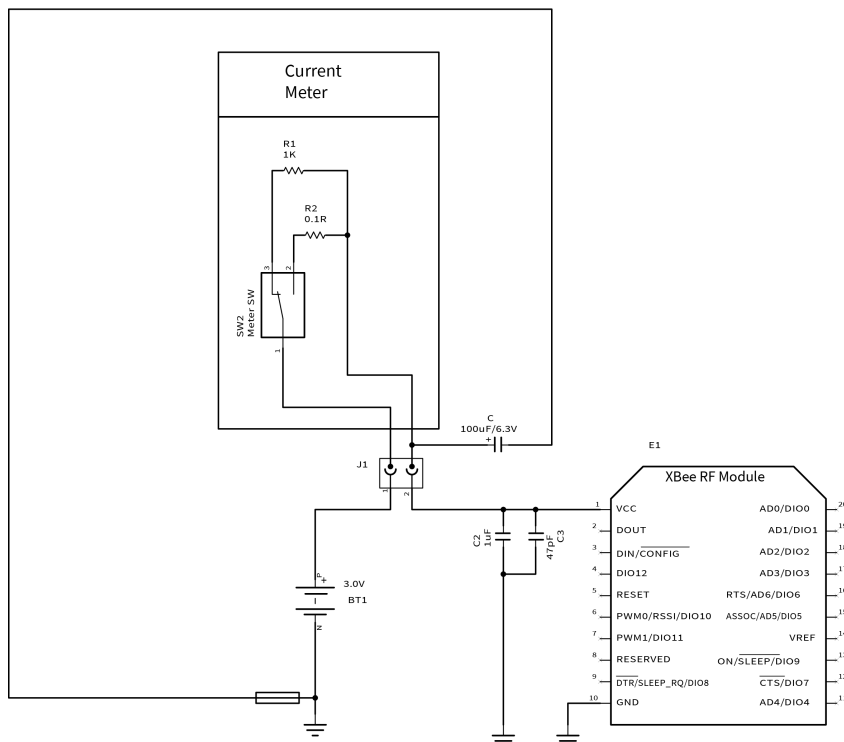 Current
Meter
R1
1K
R2
0.1R
3
2
SW2
Meter SW
1
C
100uF/6.3V
+
J1
1
2
E1
XBee RF Module
1 VCC
2 DOUT
3 DIN/CONFIG
4 DIO12
5 RESET
6 PWM0/RSSI/DIO10
7 PWM1/DIO11
8 RESERVED
9 DTR/SLEEP_RQ/DIO8
10 GND
AD0/DIO0 20
AD1/DIO1
AD2/DIO2
AD3/DIO3
RTS/AD6/DIO6
ASSOC/AD5/DIO5
VREF
ON/SLEEP/DIO9
CTS/DIO7
AD4/DIO4
C2
1uF
47pF
C3
P
+
3.0V
BT1
N